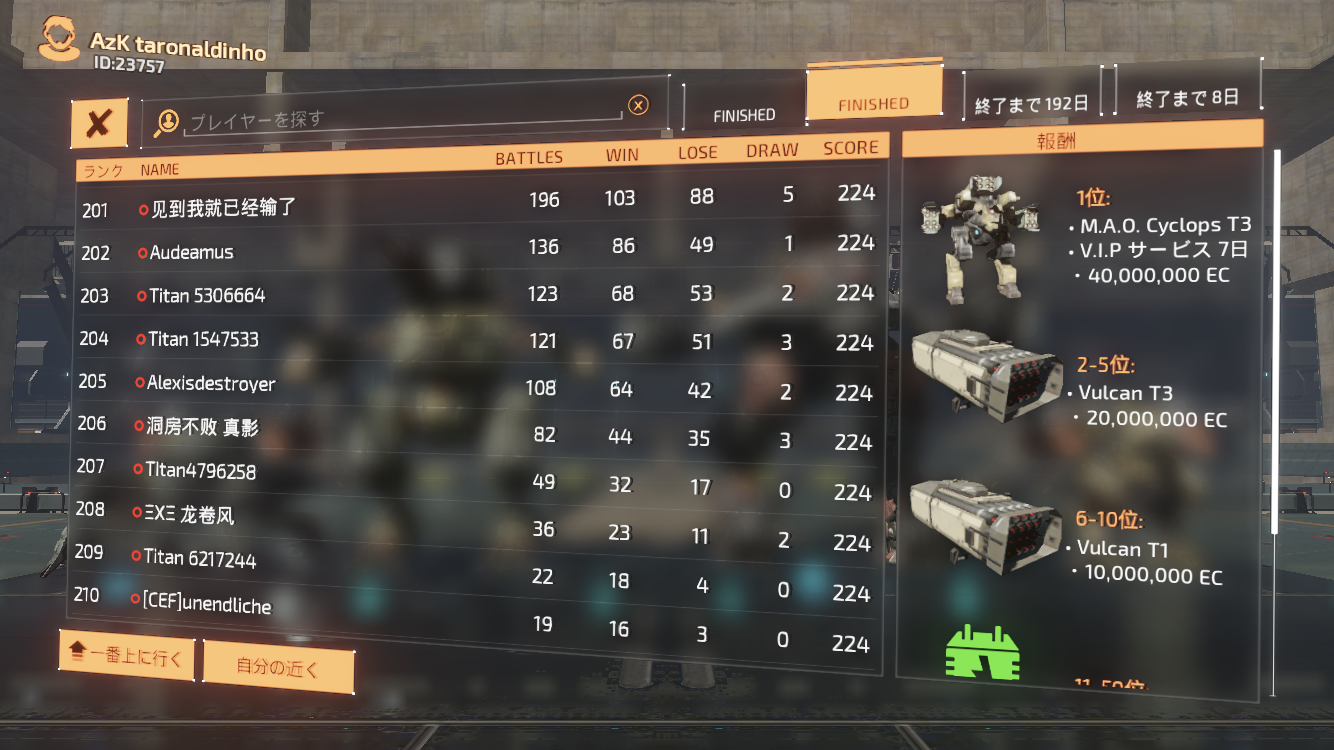 AzK taronaldinho
ID:23757
プレイヤーを探す
FINISHED
FINISHED
終了まで 192日
終了まで 8日
ランク NAME BATTLES WIN LOSE DRAW SCORE
201 见到我就已经输了 196 103 88 5 224
202 Audeamus 136 86 49 1 224
203 Titan 5306664 123 68 53 2 224
204 Titan 1547533 121 67 51 3 224
205 Alexisdestroyer 108 64 42 2 224
206 洞房不败 真影 82 44 35 3 224
207 TItan4796258 49 32 17 0 224
208 ΞXΞ 龙卷风 36 23 11 2 224
209 Titan 6217244 22 18 4 0 224
210 [CEF]unendliche 19 16 3 0 224
一番上に行く
自分の近く
報酬
1位:
• M.A.O. Cyclops T3
• V.I.P サービス 7日
• 40,000,000 EC
2-5位:
• Vulcan T3
• 20,000,000 EC
6-10位:
• Vulcan T1
• 10,000,000 EC
11-50位: